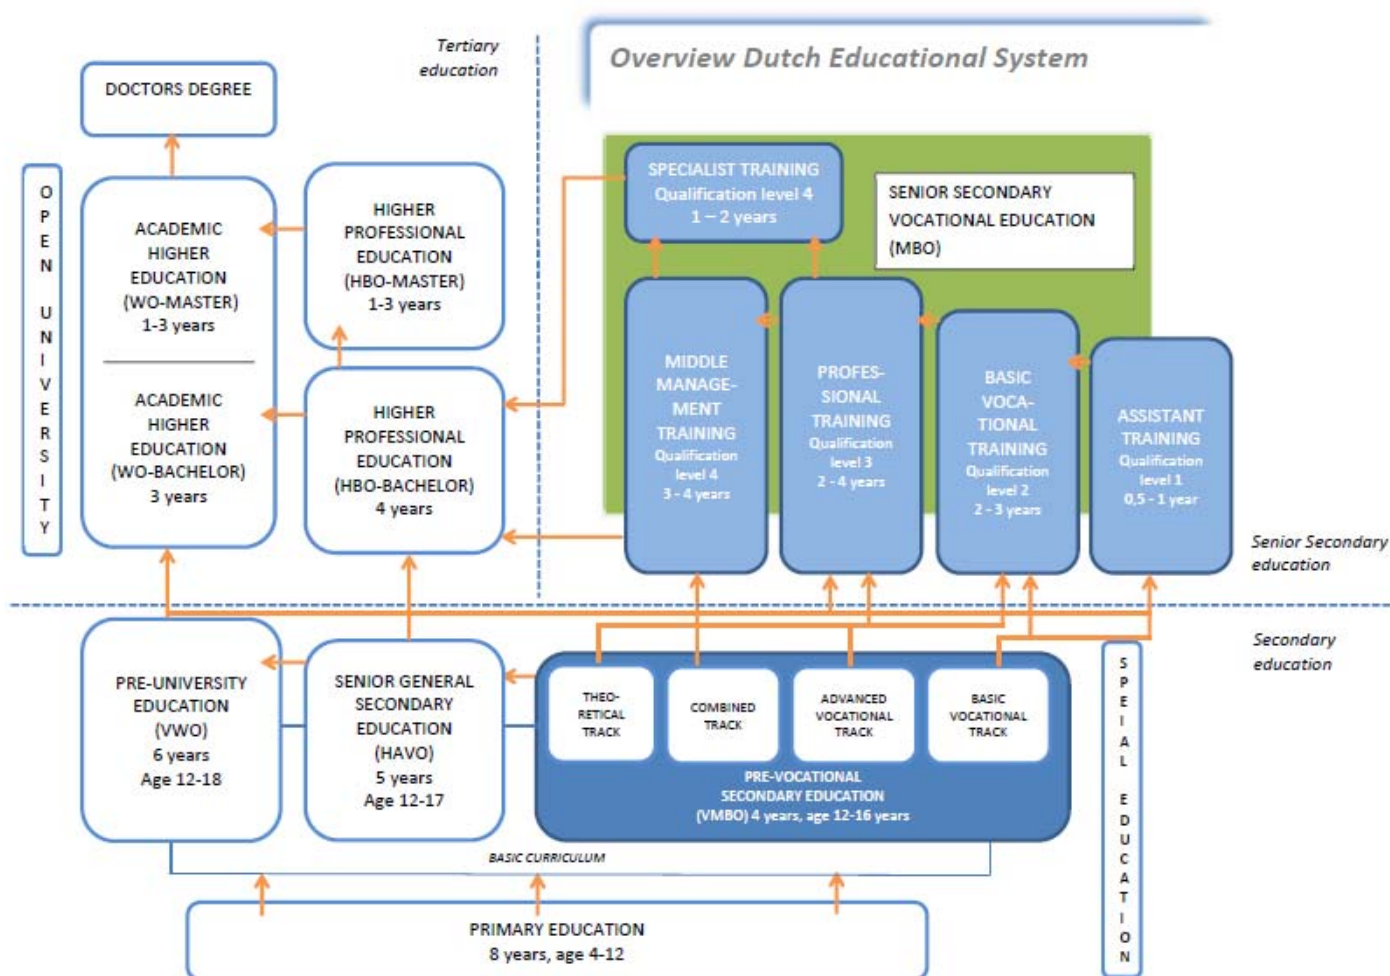 Tertiary
education
Overview Dutch Educational System
DOCTORS DEGREE
OPEN UNIVERSITY
ACADEMIC
HIGHER
EDUCATION
(WO-MASTER)
1-3 years
ACADEMIC
HIGHER
EDUCATION
(WO-BACHELOR)
3 years
HIGHER
PROFESSIONAL
EDUCATION
(HBO-MASTER)
1-3 years
HIGHER
PROFESSIONAL
EDUCATION
(HBO-BACHELOR)
4 years
SPECIALIST TRAINING
Qualification level 4
1 – 2 years
SENIOR SECONDARY
VOCATIONAL EDUCATION
(MBO)
MIDDLE
MANAGE-
MENT
TRAINING
Qualification
level 4
3 - 4 years
PROFES-
SIONAL
TRAINING
Qualification
level 3
2 - 4 years
BASIC
VOCA-
TIONAL
TRAINING
Qualification
level 2
2 - 3 years
ASSISTANT
TRAINING
Qualification
level 1
0,5 - 1 year
Senior Secondary
education
Secondary
education
PRE-UNIVERSITY
EDUCATION
(VWO)
6 years
Age 12-18
SENIOR GENERAL
SECONDARY
EDUCATION
(HAVO)
5 years
Age 12-17
THEO-
RETICAL
TRACK
COMBINED
TRACK
ADVANCED
VOCATIONAL
TRACK
BASIC
VOCATIONAL
TRACK
PRE-VOCATIONAL
SECONDARY EDUCATION
(VMBO) 4 years, age 12-16 years
SPEIAL EDUCATION
BASIC CURRICULUM
PRIMARY EDUCATION
8 years, age 4-12